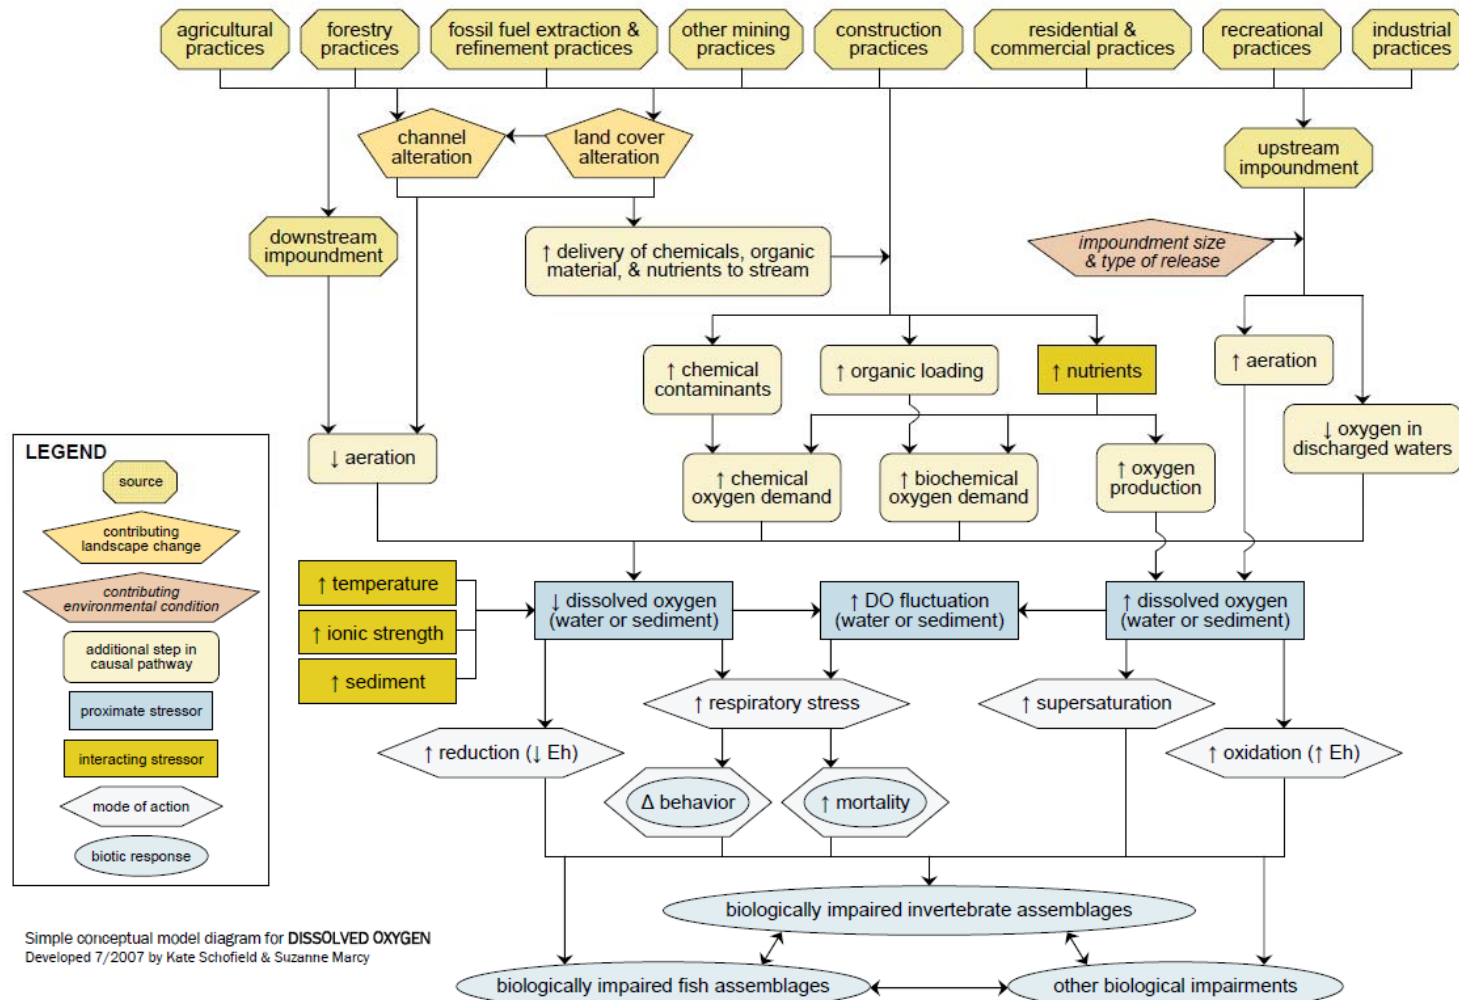 agricultural
practices
forestry
practices
fossil fuel extraction &
refinement practices
other mining
practices
construction
practices
residential &
commercial practices
recreational
practices
industrial
practices
channel
alteration
land cover
alteration
upstream
impoundment
downstream
impoundment
↑ delivery of chemicals, organic
material, & nutrients to stream
impoundment size
& type of release
↑ chemical
contaminants
↑ organic loading
↑ nutrients
↑ aeration
↓ oxygen in
discharged waters
↓ aeration
↑ chemical
oxygen demand
↑ biochemical
oxygen demand
↑ oxygen
production
LEGEND
source
contributing
landscape change
contributing
environmental condition
additional step in
causal pathway
proximate stressor
interacting stressor
mode of action
biotic response
↑ temperature
↑ ionic strength
↑ sediment
↓ dissolved oxygen
(water or sediment)
↑ DO fluctuation
(water or sediment)
↑ dissolved oxygen
(water or sediment)
↑ respiratory stress
↑ supersaturation
↑ reduction (↓ Eh)
↑ oxidation (↑ Eh)
Δ behavior
↑ mortality
biologically impaired invertebrate assemblages
biologically impaired fish assemblages
other biological impairments
Simple conceptual model diagram for DISSOLVED OXYGEN
Developed 7/2007 by Kate Schofield & Suzanne Marcy